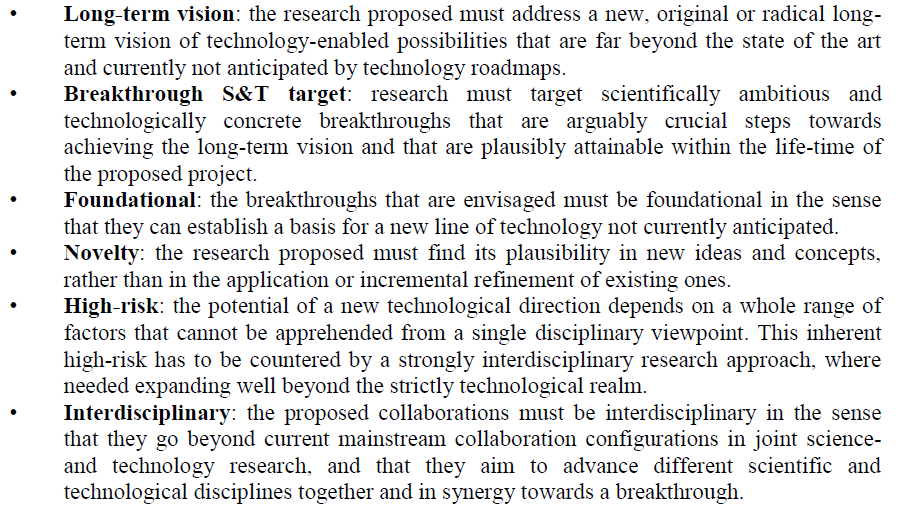 • Long-term vision: the research proposed must address a new, original or radical long-
term vision of technology-enabled possibilities that are far beyond the state of the art
and currently not anticipated by technology roadmaps.
• Breakthrough S&T target: research must target scientifically ambitious and
technologically concrete breakthroughs that are arguably crucial steps towards
achieving the long-term vision and that are plausibly attainable within the life-time of
the proposed project.
• Foundational: the breakthroughs that are envisaged must be foundational in the sense
that they can establish a basis for a new line of technology not currently anticipated.
• Novelty: the research proposed must find its plausibility in new ideas and concepts,
rather than in the application or incremental refinement of existing ones.
• High-risk: the potential of a new technological direction depends on a whole range of
factors that cannot be apprehended from a single disciplinary viewpoint. This inherent
high-risk has to be countered by a strongly interdisciplinary research approach, where
needed expanding well beyond the strictly technological realm.
• Interdisciplinary: the proposed collaborations must be interdisciplinary in the sense
that they go beyond current mainstream collaboration configurations in joint science-
and technology research, and that they aim to advance different scientific and
technological disciplines together and in synergy towards a breakthrough.